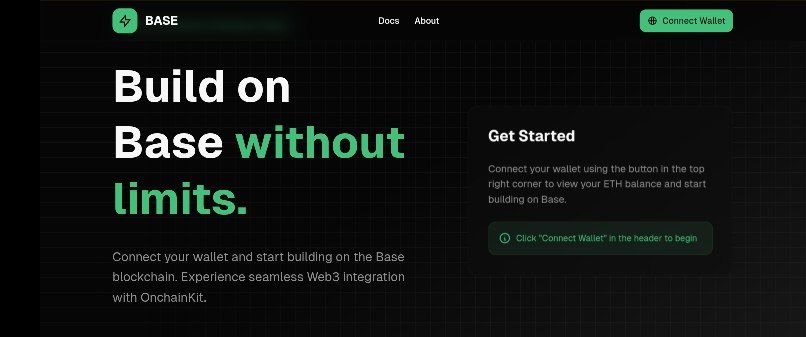 BASE
Docs
About
Connect Wallet
Build on
Base without
limits.
Connect your wallet and start building on the Base
blockchain. Experience seamless Web3 integration
with OnchainKit.
Get Started
Connect your wallet using the button in the top
right corner to view your ETH balance and start
building on Base.
Click "Connect Wallet" in the header to begin